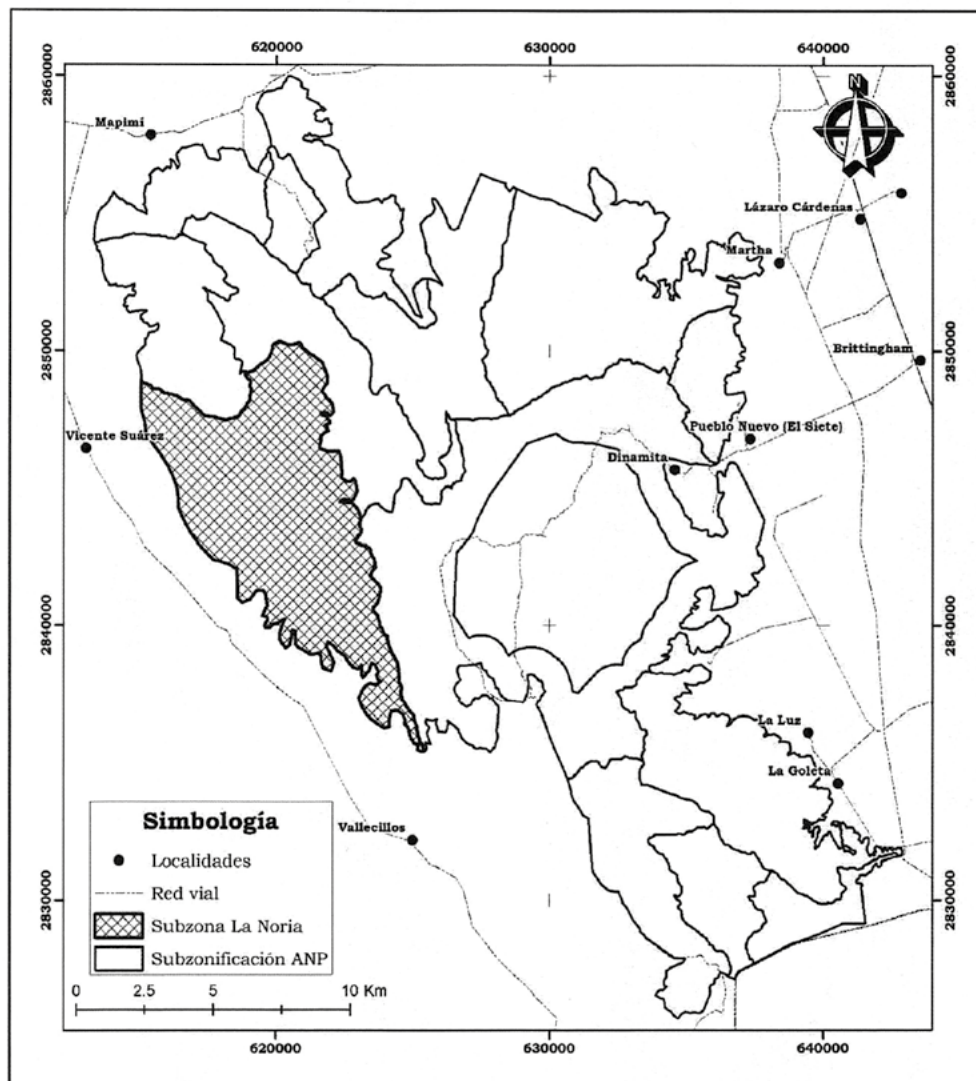 620000
630000
640000
2860000
2860000
N
Mapimí
Lázaro Cárdenas
Martha
2850000
2850000
Brittingham
Vicente Suárez
Pueblo Nuevo (El Siete)
Dinamita
2840000
2840000
La Luz
La Goleta
Simbología
Vallecillos
Localidades
Red vial
Subzona La Noria
Subzonificación ANP
2830000
2830000
0 2.5 5 10 Km
620000
630000
640000